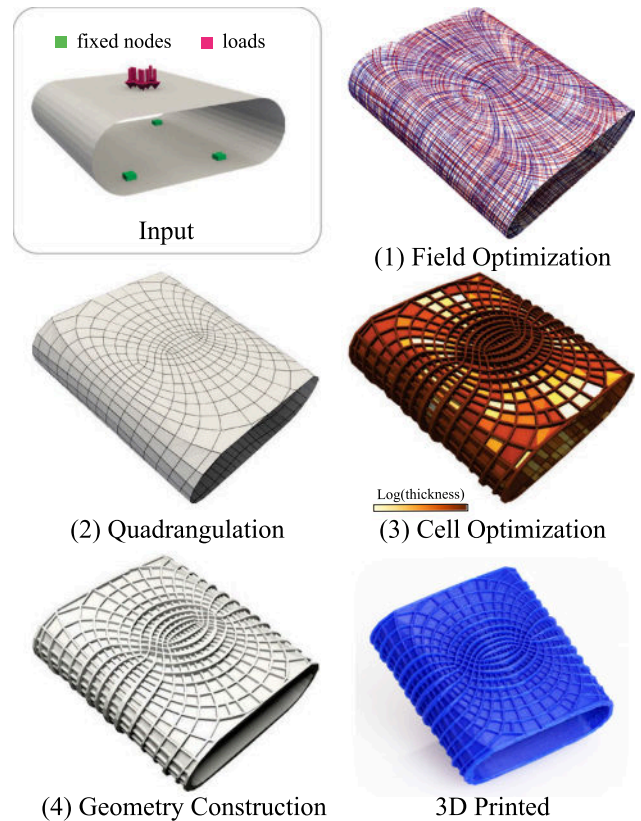 fixed nodes loads
Input
(1) Field Optimization
(2) Quadrangulation
Log(thickness)
(3) Cell Optimization
(4) Geometry Construction
3D Printed